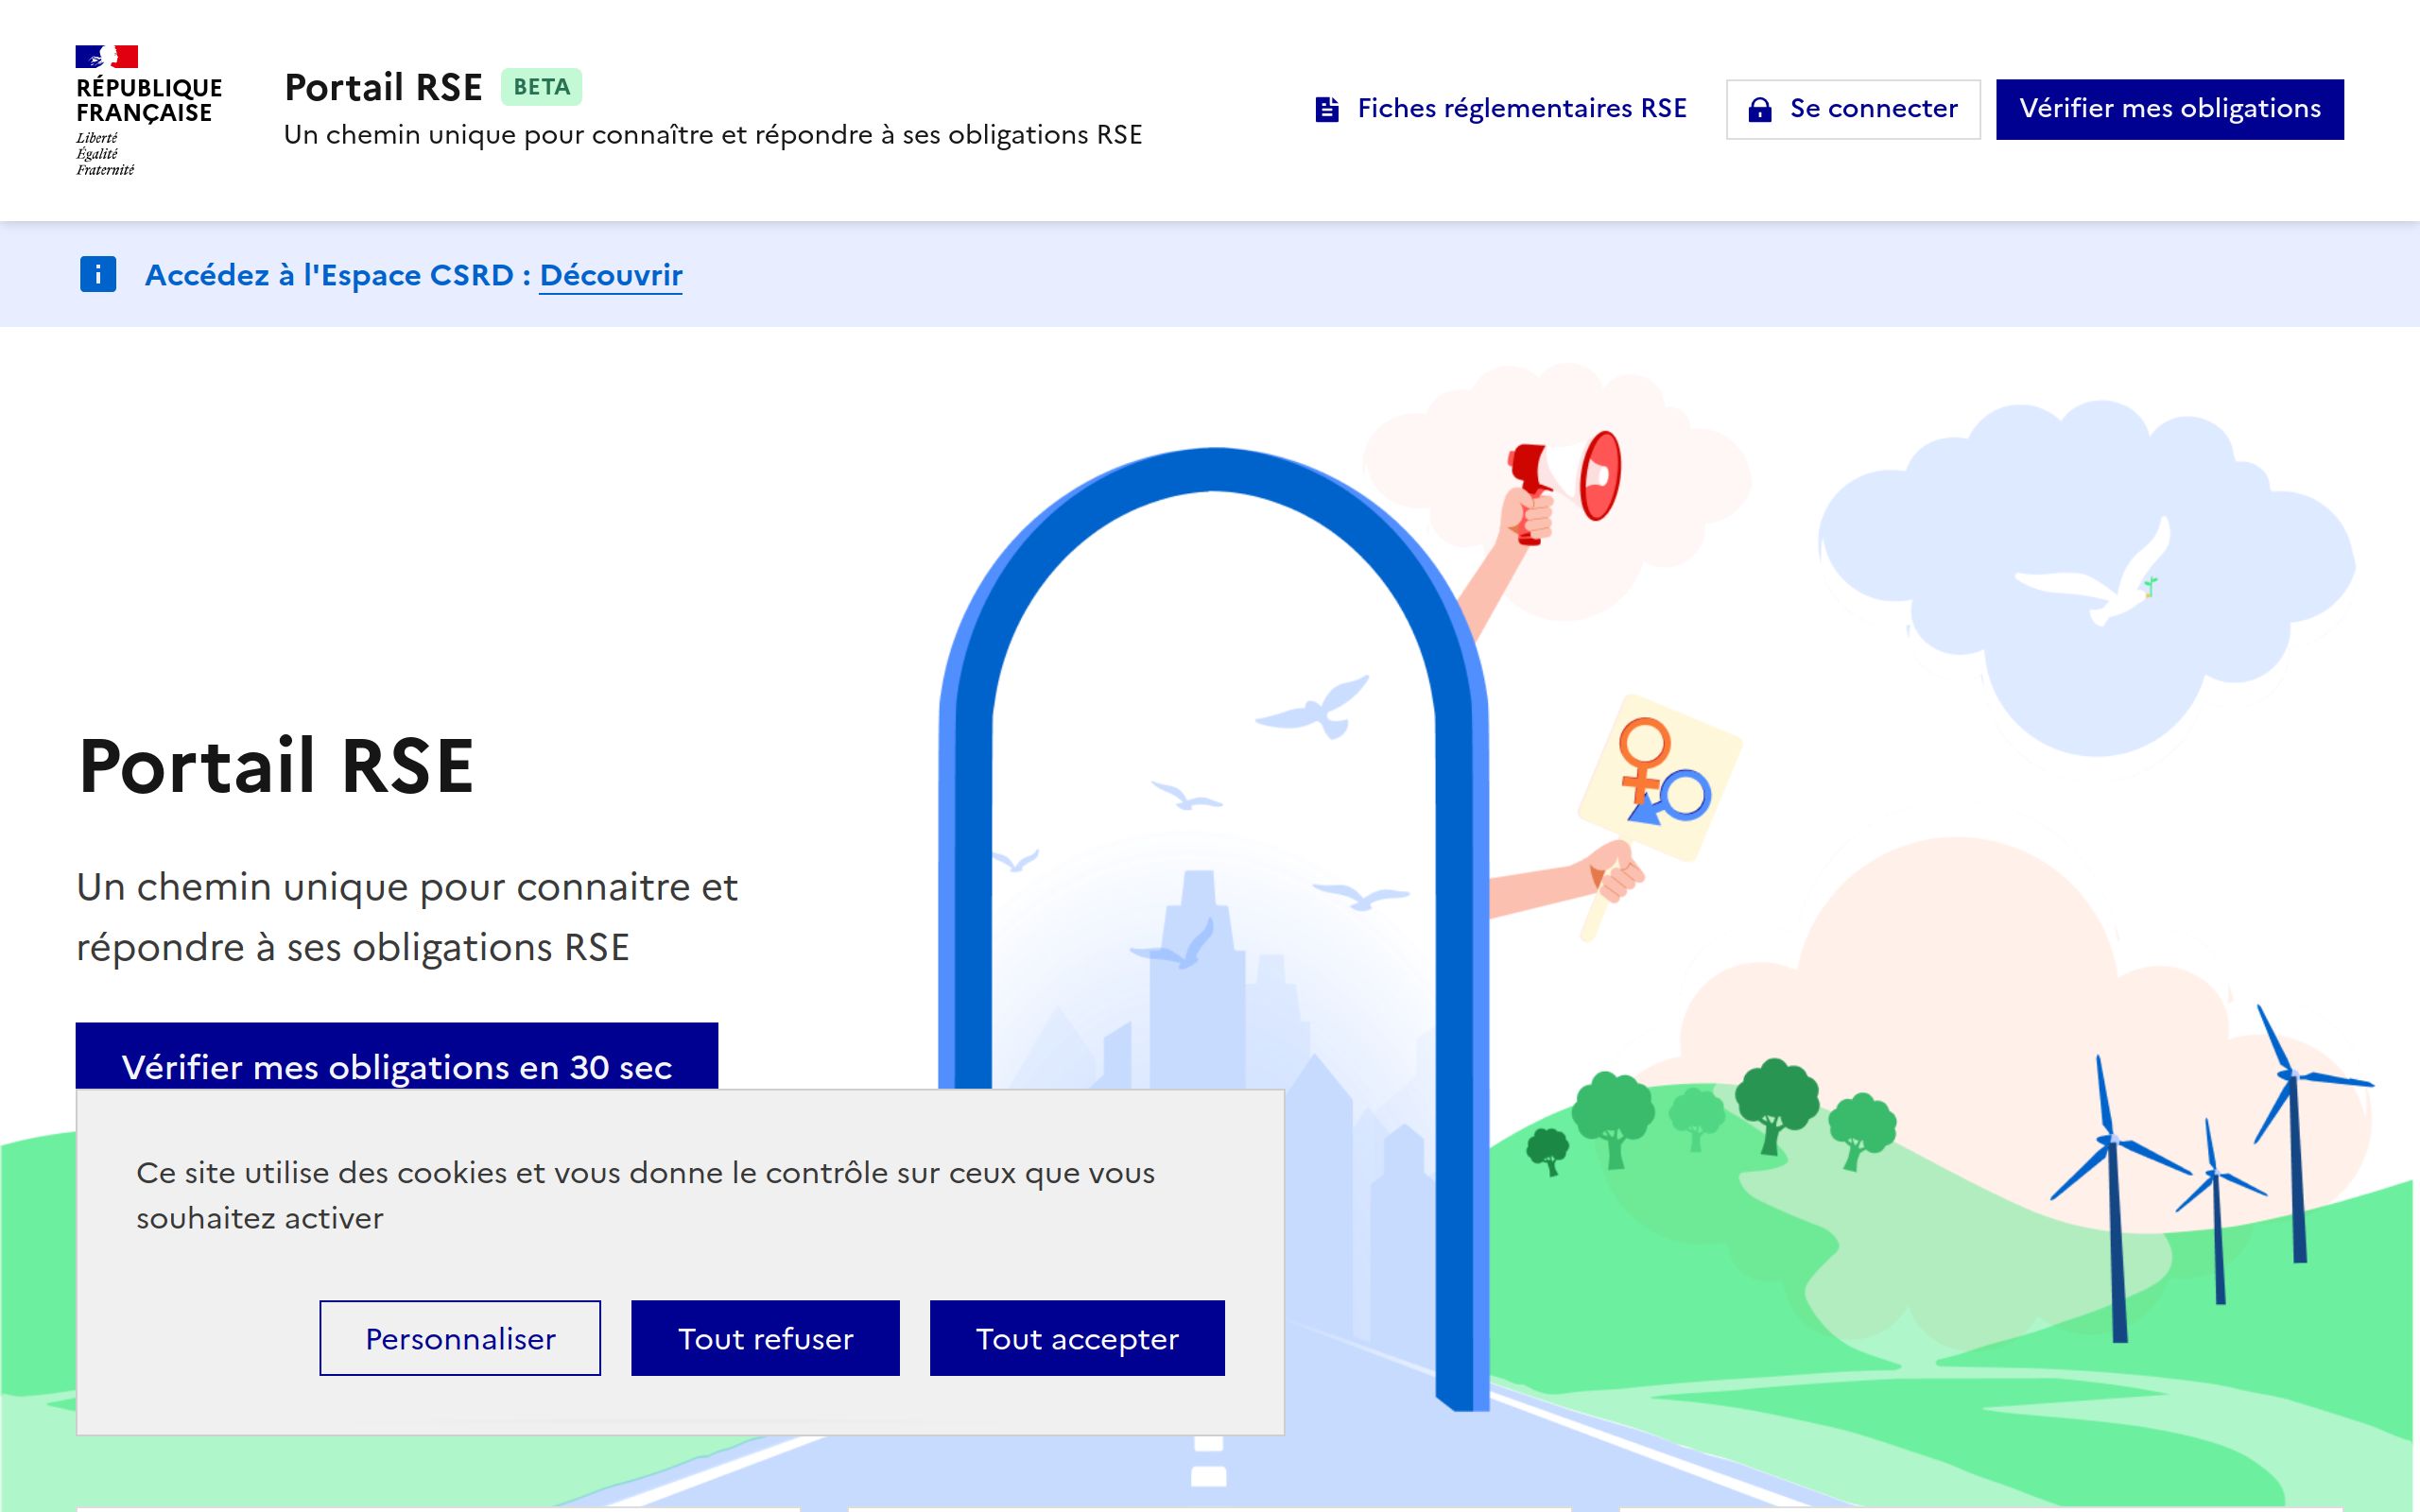 RÉPUBLIQUE
FRANÇAISE
Liberté
Égalité
Fraternité
Portail RSE BETA
Un chemin unique pour connaître et répondre à ses obligations RSE
Fiches réglementaires RSE
Se connecter
Vérifier mes obligations
Accédez à l'Espace CSRD : Découvrir
Portail RSE
Un chemin unique pour connaitre et
répondre à ses obligations RSE
Vérifier mes obligations en 30 sec
Ce site utilise des cookies et vous donne le contrôle sur ceux que vous
souhaitez activer
Personnaliser
Tout refuser
Tout accepter